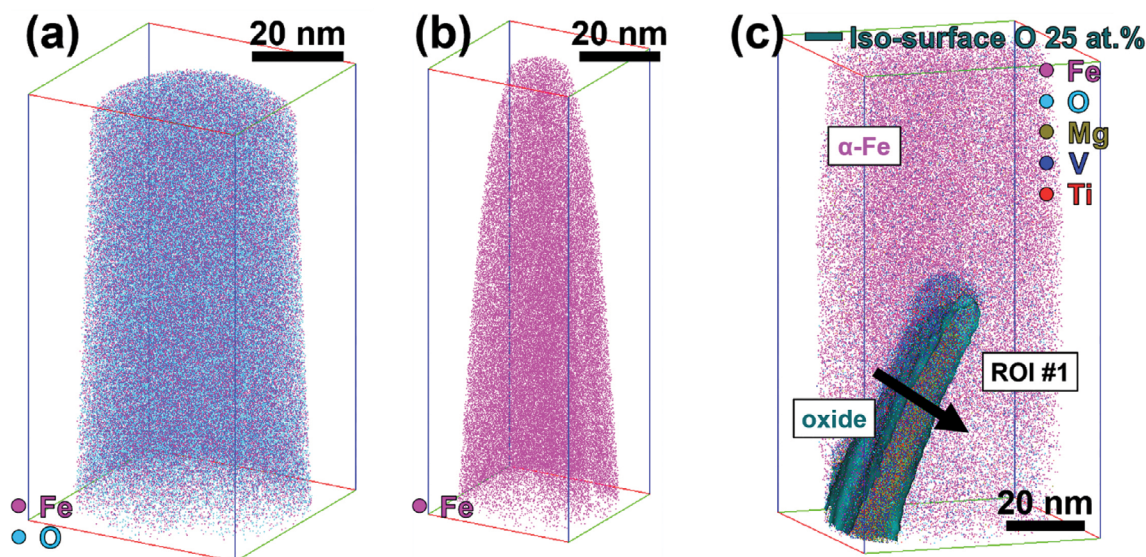 (a)
20 nm
Fe
O
(b)
20 nm
Fe
(c)
Iso-surface O 25 at.%
Fe
O
Mg
V
Ti
α-Fe
ROI #1
oxide
20 nm